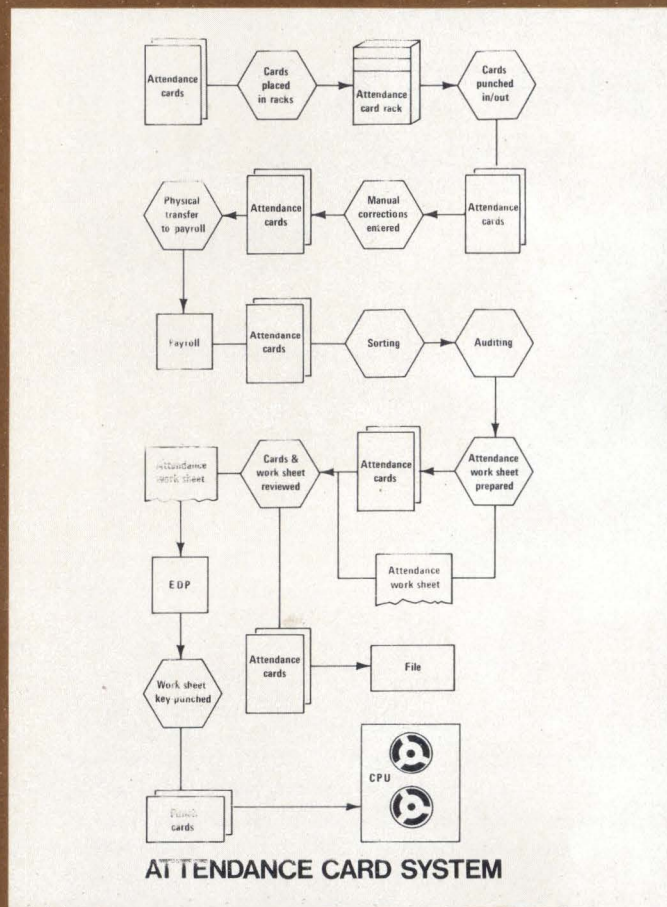 Attendance
cards
Cards
placed
in racks
Attendance
card rack
Cards
punched
in/out
Attendance
cards
Manual
corrections
entered
Attendance
cards
Physical
transfer
to payroll
Payroll
Attendance
cards
Sorting
Auditing
Attendance
work sheet
prepared
Attendance
cards
Attendance
work sheet
Cards &
work sheet
reviewed
Attendance
work sheet
EDP
Work sheet
key punched
Attendance
cards
File
Punch
cards
CPU
ATTENDANCE CARD SYSTEM